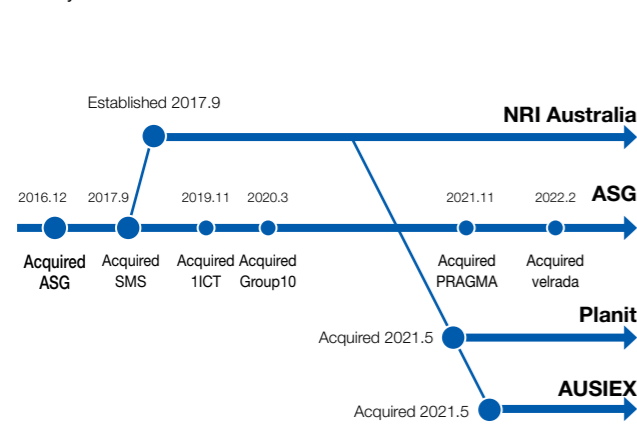 Established 2017.9
NRI Australia
2016.12
2017.9
2019.11
2020.3
2021.11
2022.2
ASG
Acquired
ASG
Acquired
SMS
Acquired
1ICT
Acquired
Group10
Acquired
PRAGMA
Acquired
velrada
Planit
Acquired 2021.5
AUSIEX
Acquired 2021.5